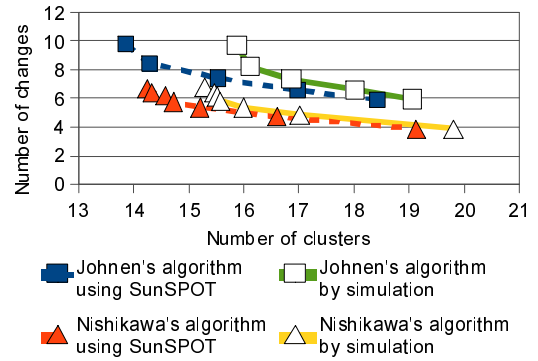 12
10
8
6
4
2
0
Number of changes
13 14 15 16 17 18 19 20 21
Number of clusters
Johnen's algorithm
using SunSPOT
Johnen's algorithm
by simulation
Nishikawa's algorithm
using SunSPOT
Nishikawa's algorithm
by simulation